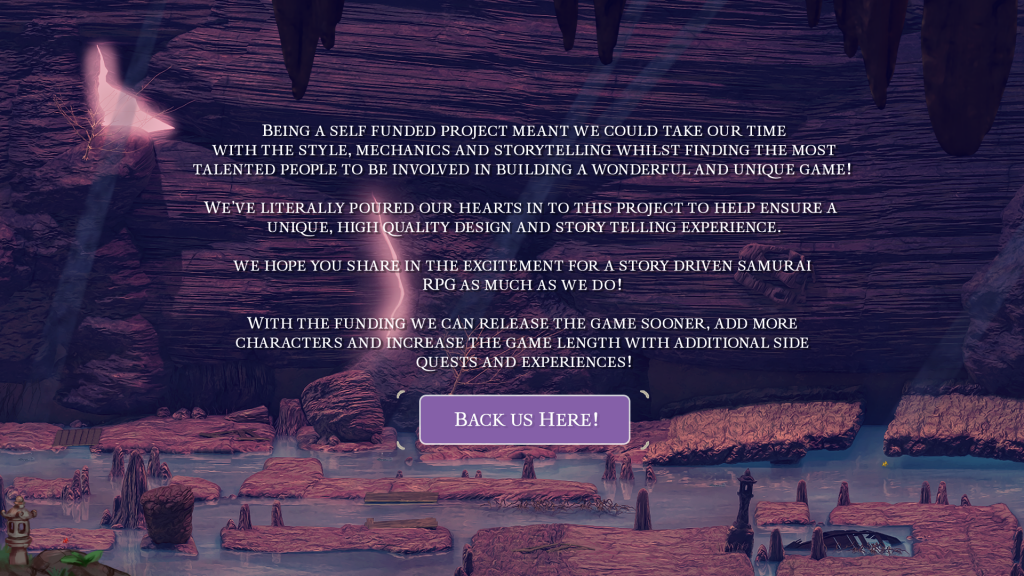 Being a self funded project meant we could take our time
with the style, mechanics and storytelling whilst finding the most
talented people to be involved in building a wonderful and unique game!
We've literally poured our hearts in to this project to help ensure a
unique, high quality design and story telling experience.
we hope you share in the excitement for a story driven samurai
RPG as much as we do!
With the funding we can release the game sooner, add more
characters and increase the game length with additional side
quests and experiences!
Back us Here!